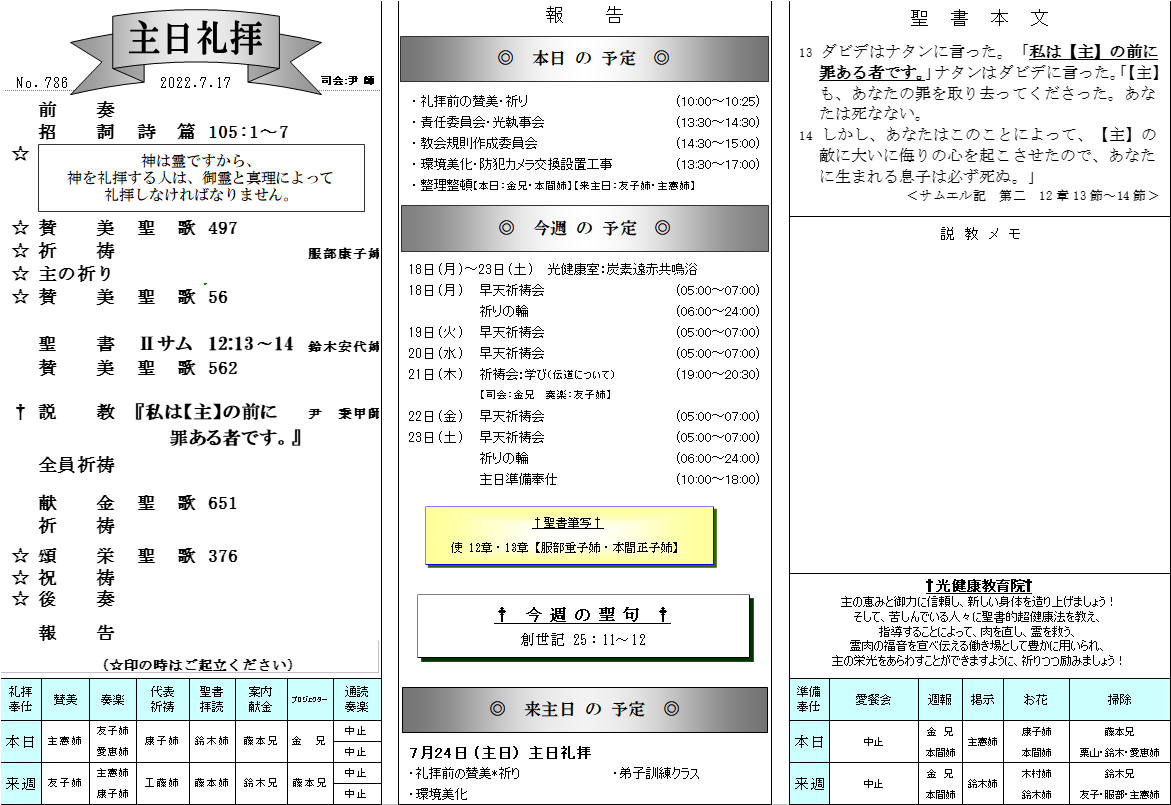 主日礼拝
No. 786 2022.7.17 司会:尹 師
前 奏
招 詞 詩 篇 105:1～7
☆
神は霊ですから、
神を礼拝する人は、御霊と真理によって
礼拝しなければなりません。
☆ 賛 美 聖 歌 497
☆ 祈 祷 服部康子姉
☆ 主の祈り
☆ 賛 美 聖 歌 56
聖 書 Ⅱサム 12:13～14 鈴木安代姉
賛 美 聖 歌 562
† 説 教 『私は【主】の前に 尹 秉甲師
罪ある者です。』
全員祈祷
献 金 聖 歌 651
祈 祷
☆ 頌 栄 聖 歌 376
☆ 祝 祷
☆ 後 奏
報 告
(☆印の時はご起立ください)
礼拝奉仕 賛美 奏楽 代表祈祷 聖書拝読 案内献金 プロジェクター 通読奏楽
本日 主憲姉 友子姉 愛恵姉 康子姉 鈴木姉 藤本兄 金 兄 中止 中止
来週 友子姉 主憲姉 康子姉 工藤姉 藤本姉 鈴木兄 藤本兄 中止 中止
報 告
◎ 本日 の 予定 ◎
・礼拝前の賛美・祈り (10:00～10:25)
・責任委員会・光執事会 (13:30～14:30)
・教会規則作成委員会 (14:30～15:00)
・環境美化・防犯カメラ交換設置工事 (13:30～17:00)
・整理整頓【本日:金兄・本間姉】【来主日:友子姉・主憲姉】
◎ 今週 の 予定 ◎
18日(月)～23日(土) 光健康室:炭素遠赤共鳴浴
18日(月) 早天祈祷会 (05:00～07:00)
祈りの輪 (06:00～24:00)
19日(火) 早天祈祷会 (05:00～07:00)
20日(水) 早天祈祷会 (05:00～07:00)
21日(木) 祈祷会:学び(伝道について) (19:00～20:30)
【司会:金兄 奏楽:友子姉】
22日(金) 早天祈祷会 (05:00～07:00)
23日(土) 早天祈祷会 (05:00～07:00)
祈りの輪 (06:00～24:00)
主日準備奉仕 (10:00～18:00)
†聖書筆写†
使 12章・13章【服部重子姉・本間正子姉】
† 今 週 の 聖 句 †
創世記 25:11～12
◎ 来主日 の 予定 ◎
7月24日(主日) 主日礼拝
・礼拝前の賛美*祈り ・弟子訓練クラス
・環境美化
聖 書 本 文
13 ダビデはナタンに言った。「私は【主】の前に
罪ある者です。」ナタンはダビデに言った。「【主】
も、あなたの罪を取り去ってくださった。あな
たは死なない。
14 しかし、あなたはこのことによって、【主】の
敵に大いに侮りの心を起こさせたので、あなた
に生まれる息子は必ず死ぬ。」
＜サムエル記 第二 12章13節～14節＞
説 教 メ モ
†光健康教育院†
主の恵みと御力に信頼し、新しい身体を造り上げましょう!
そして、苦しんでいる人々に聖書的超健康法を教え、
指導することによって、肉を直し、霊を救う、
霊肉の福音を宣べ伝える働き場として豊かに用いられ、
主の栄光をあらわすことができますように、祈りつつ励みましょう!
準備奉仕 愛餐会 週報 掲示 お花 掃除
本日 中止 金 兄 本間姉 主憲姉 康子姉 本間姉 藤本兄 栗山・鈴木・愛恵姉
来週 中止 金 兄 本間姉 鈴木姉 木村姉 鈴木姉 鈴木兄 友子・服部・主憲姉